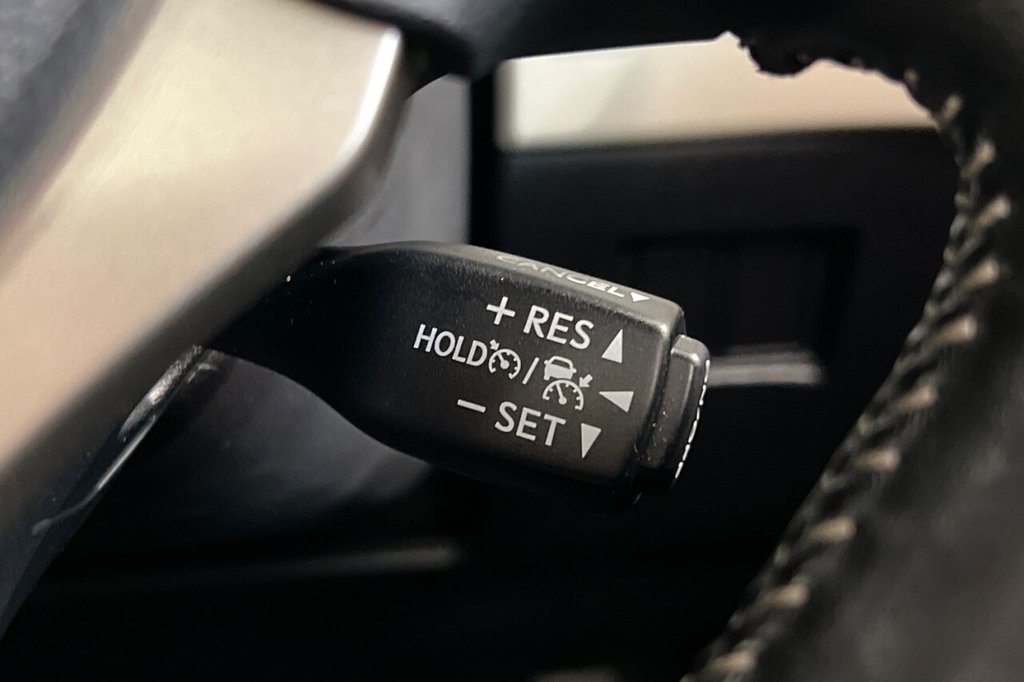 CANCEL▼
+ RES ▲
HOLD / ◀
− SET ▼